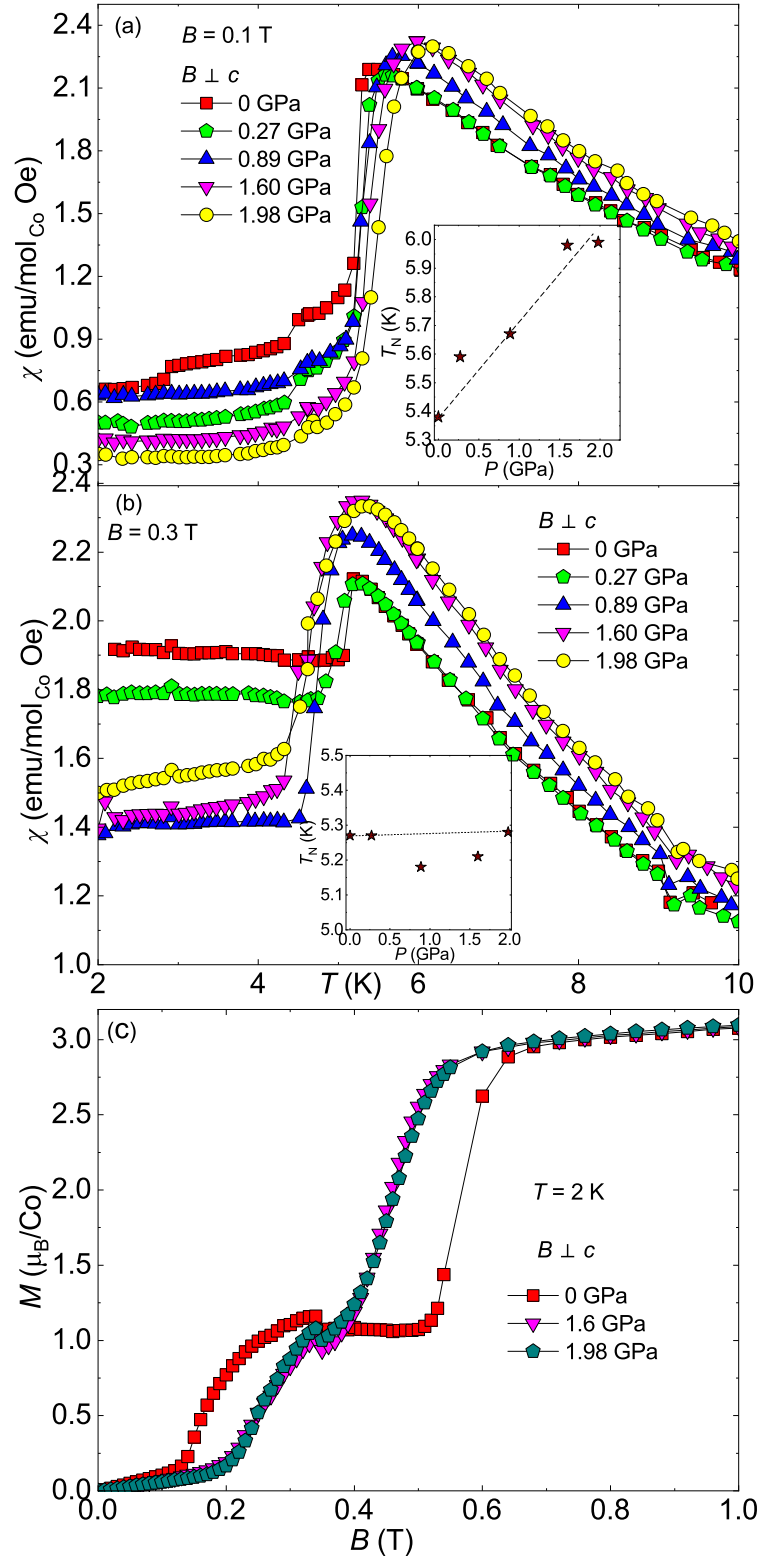 (a)
B = 0.1 T
B ⊥ c
0 GPa
0.27 GPa
0.89 GPa
1.60 GPa
1.98 GPa
χ (emu/mol_Co Oe)
2.4
2.1
1.8
1.5
1.2
0.9
0.6
0.3
T_N (K)
6.0
5.9
5.8
5.7
5.6
5.5
5.4
5.3
0.0 0.5 1.0 1.5 2.0
P (GPa)
(b)
B = 0.3 T
B ⊥ c
0 GPa
0.27 GPa
0.89 GPa
1.60 GPa
1.98 GPa
χ (emu/mol_Co Oe)
2.4
2.2
2.0
1.8
1.6
1.4
1.2
1.0
T_N (K)
5.5
5.4
5.3
5.2
5.1
5.0
0.0 0.5 1.0 1.5 2.0
P (GPa)
2 4 6 8 10
T (K)
(c)
T = 2 K
B ⊥ c
0 GPa
1.6 GPa
1.98 GPa
M (μ_B/Co)
3.0
2.5
2.0
1.5
1.0
0.5
0.0
0.0 0.2 0.4 0.6 0.8 1.0
B (T)